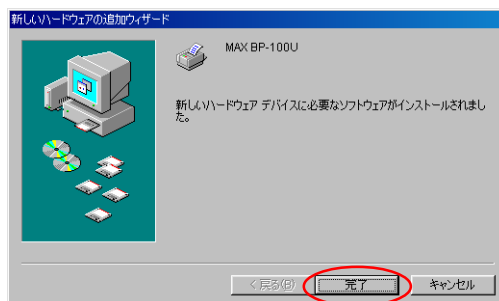 新しいハードウェアの追加ウィザード
MAX BP-100U
新しいハードウェア デバイスに必要なソフトウェアがインストールされまし
た。
< 戻る(B)
完了
キャンセル